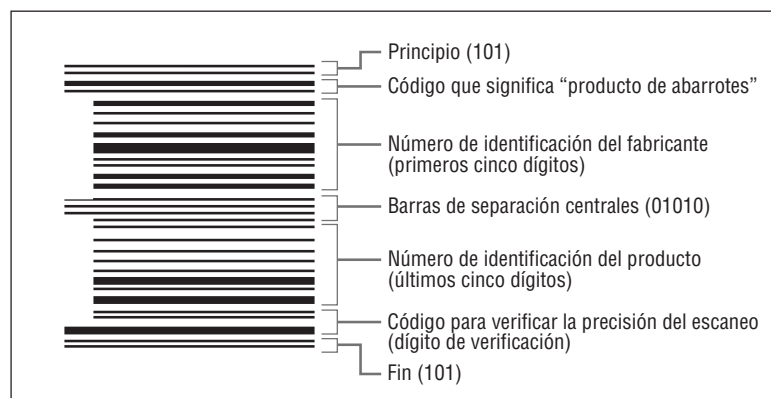 Principio (101)
Código que significa “producto de abarrotes”
Número de identificación del fabricante
(primeros cinco dígitos)
Barras de separación centrales (01010)
Número de identificación del producto
(últimos cinco dígitos)
Código para verificar la precisión del escaneo
(dígito de verificación)
Fin (101)